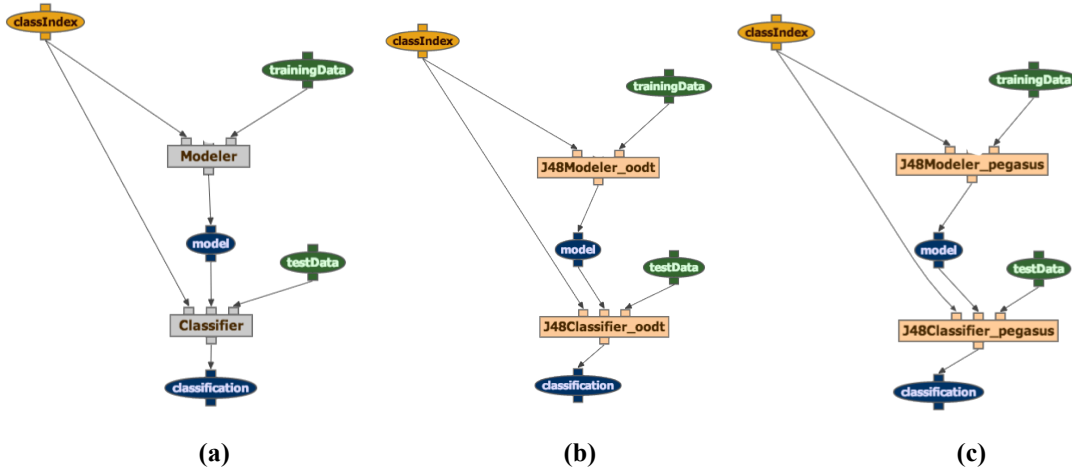 classIndex
trainingData
Modeler
model
testData
Classifier
classification
(a)
classIndex
trainingData
J48Modeler_oodt
model
testData
J48Classifier_oodt
classification
(b)
classIndex
trainingData
J48Modeler_pegasus
model
testData
J48Classifier_pegasus
classification
(c)